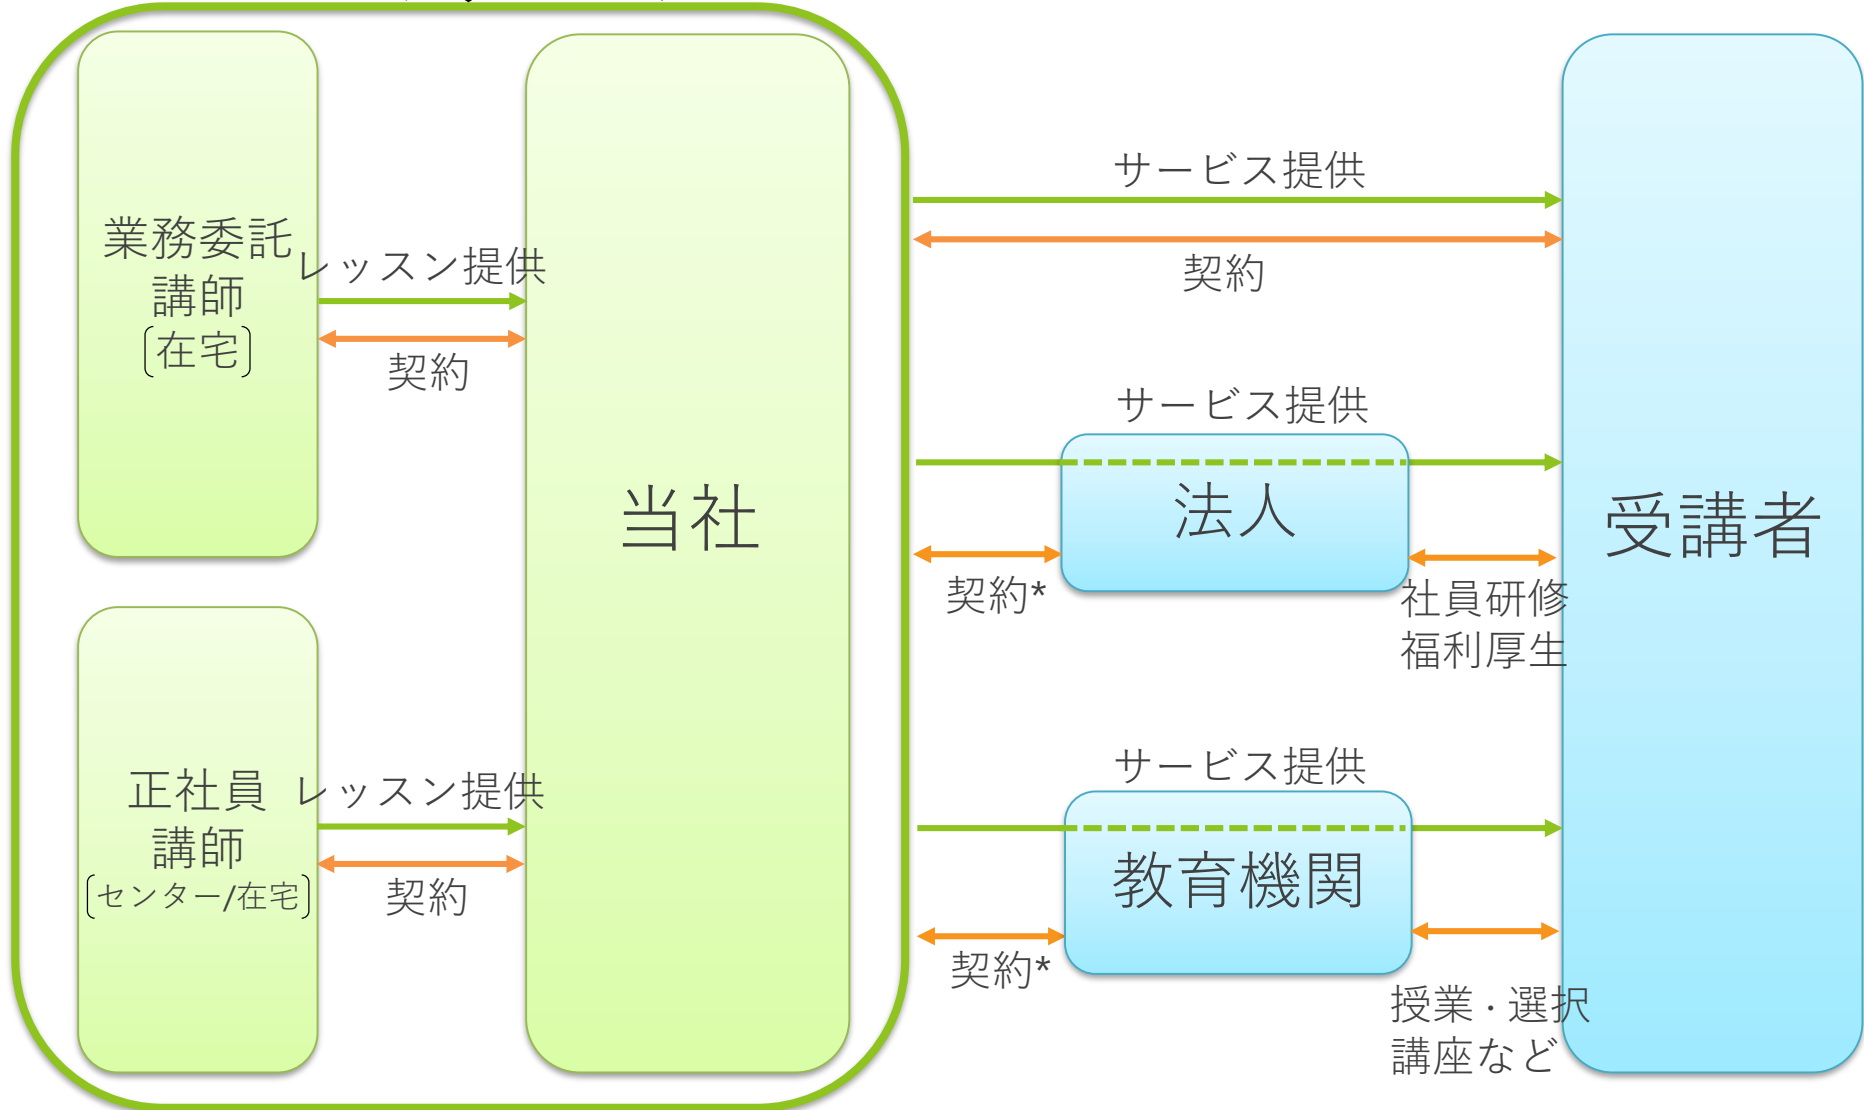 業務委託
講師
〔在宅〕
レッスン提供
契約
正社員
講師
〔センター/在宅〕
レッスン提供
契約
当社
サービス提供
契約
サービス提供
法人
契約*
社員研修
福利厚生
サービス提供
教育機関
契約*
授業・選択
講座など
受講者